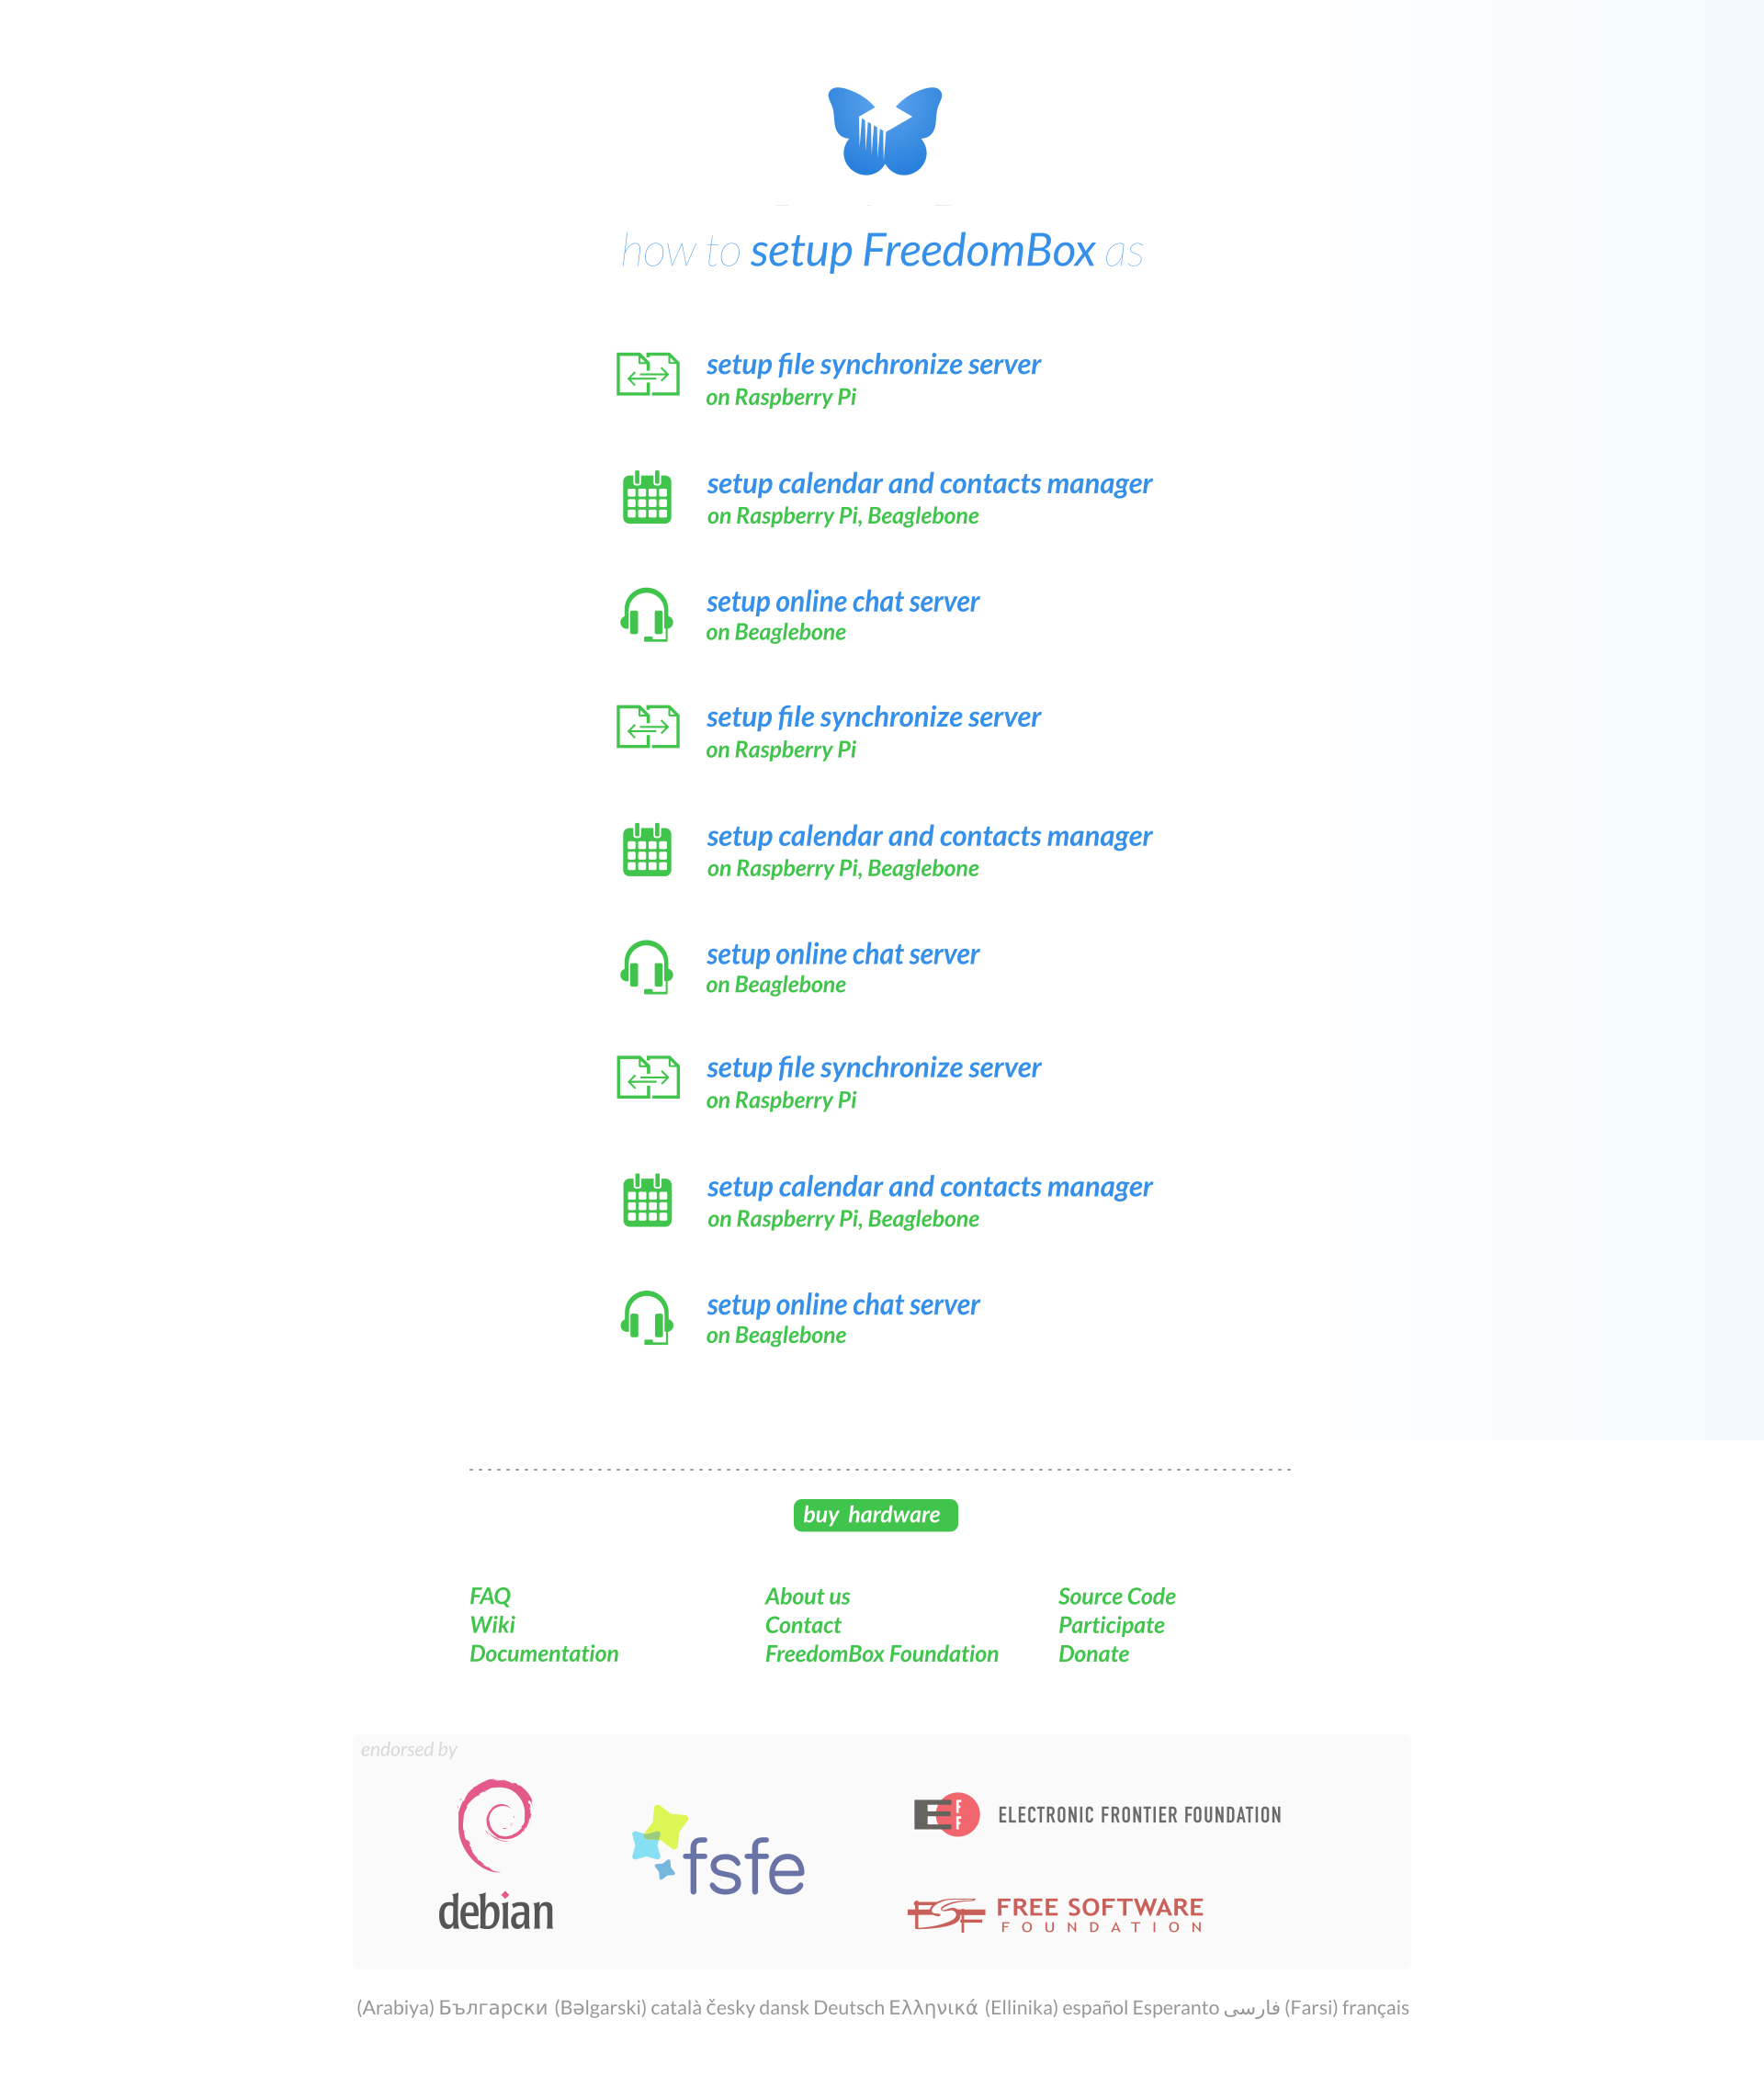 how to setup FreedomBox as
setup file synchronize server
on Raspberry Pi
setup calendar and contacts manager
on Raspberry Pi, Beaglebone
setup online chat server
on Beaglebone
setup file synchronize server
on Raspberry Pi
setup calendar and contacts manager
on Raspberry Pi, Beaglebone
setup online chat server
on Beaglebone
setup file synchronize server
on Raspberry Pi
setup calendar and contacts manager
on Raspberry Pi, Beaglebone
setup online chat server
on Beaglebone
buy hardware
FAQ
Wiki
Documentation
About us
Contact
FreedomBox Foundation
Source Code
Participate
Donate
endorsed by
debian
fsfe
EFF ELECTRONIC FRONTIER FOUNDATION
FSF FREE SOFTWARE
FOUNDATION
(Arabiya) Български (Bəlgarski) català česky dansk Deutsch Ελληνικά (Ellinika) español Esperanto فارسی (Farsi) français